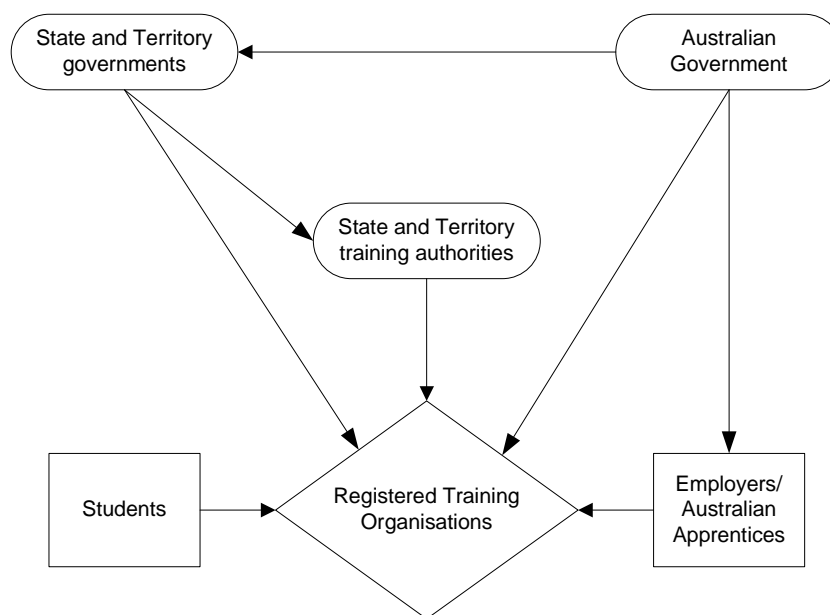 State and Territory
governments
Australian
Government
State and Territory
training authorities
Students
Registered Training
Organisations
Employers/
Australian
Apprentices